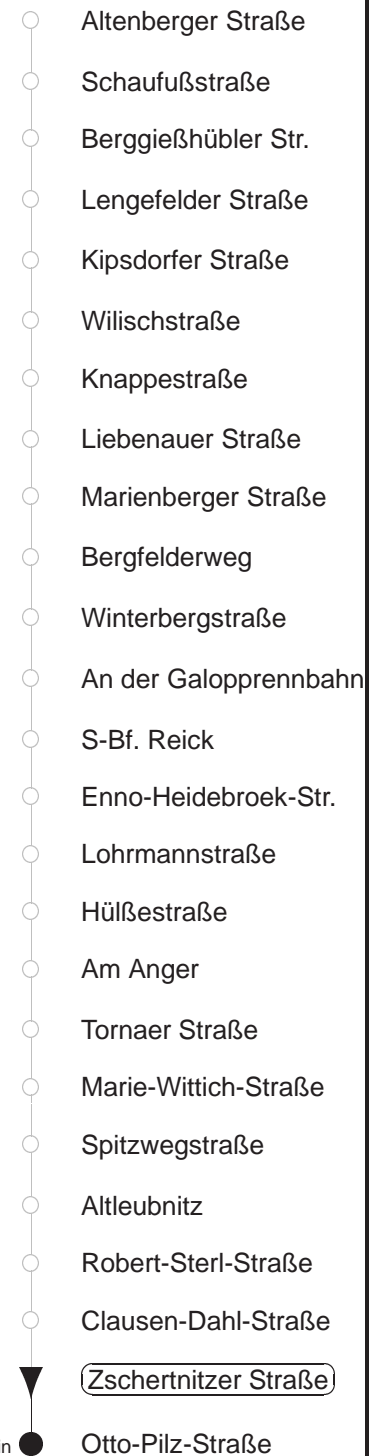 Altenberger Straße
Schaufußstraße
Berggießhübler Str.
Lengefelder Straße
Kipsdorfer Straße
Wilischstraße
Knappestraße
Liebenauer Straße
Marienberger Straße
Bergfelderweg
Winterbergstraße
An der Galopprennbahn
S-Bf. Reick
Enno-Heidebroek-Str.
Lohrmannstraße
Hülßestraße
Am Anger
Tornaer Straße
Marie-Wittich-Straße
Spitzwegstraße
Altleubnitz
Robert-Sterl-Straße
Clausen-Dahl-Straße
Zschertnitzer Straße
Otto-Pilz-Straße